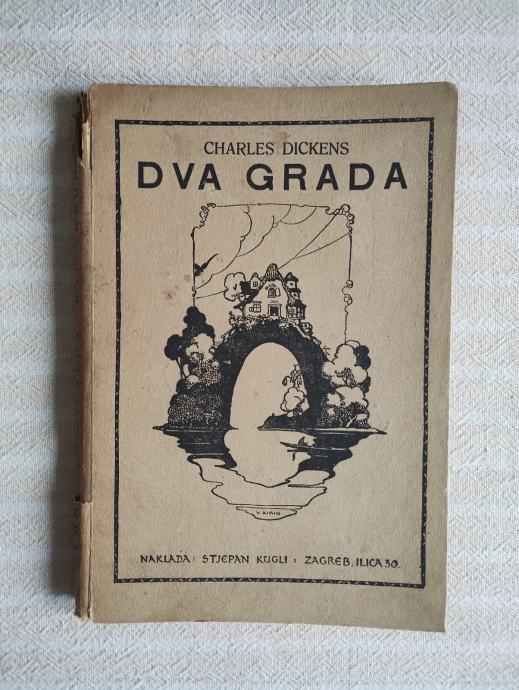 CHARLES DICKENS
DVA GRADA
V. KIRIN
NAKLADA: STJEPAN KUGLI : ZAGREB, ILICA 30.